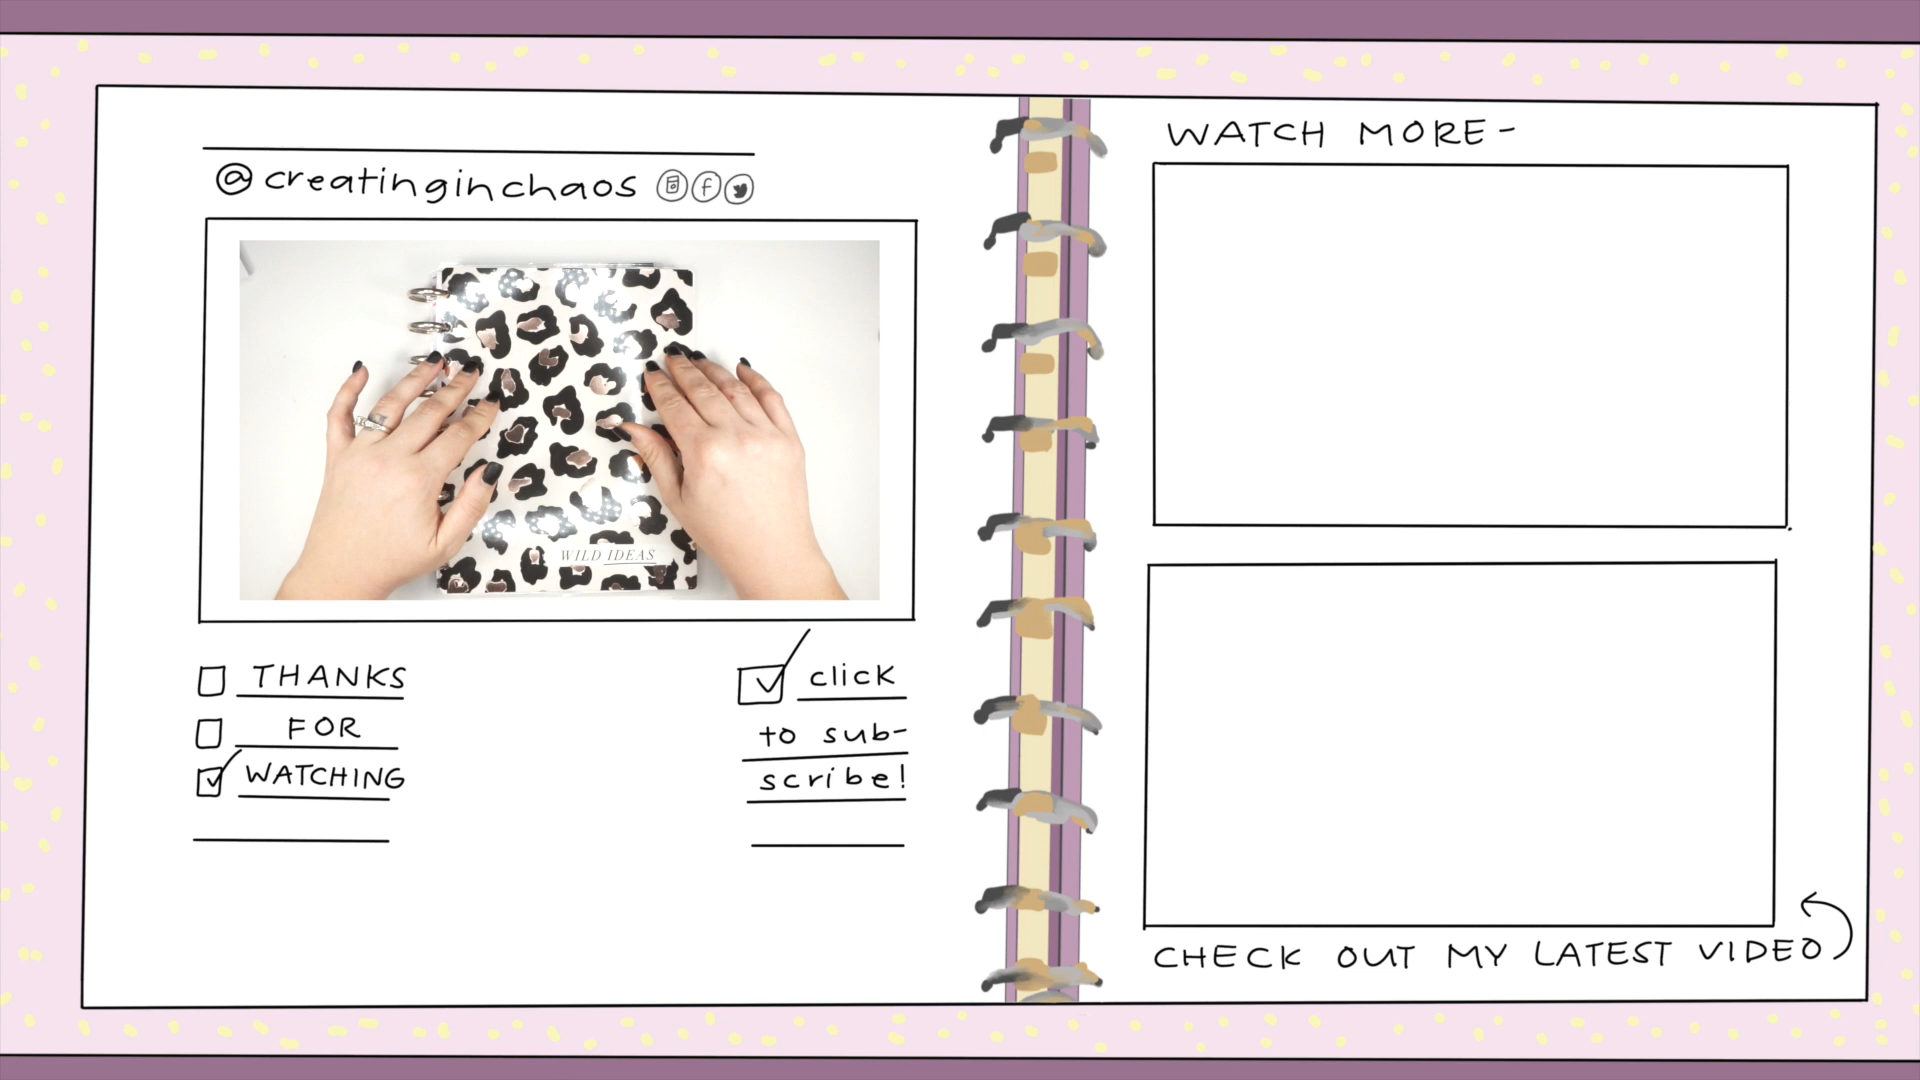 @creatinginchaos
WILD IDEAS
THANKS
FOR
WATCHING
click
to sub-
scribe!
WATCH MORE-
CHECK OUT MY LATEST VIDEO